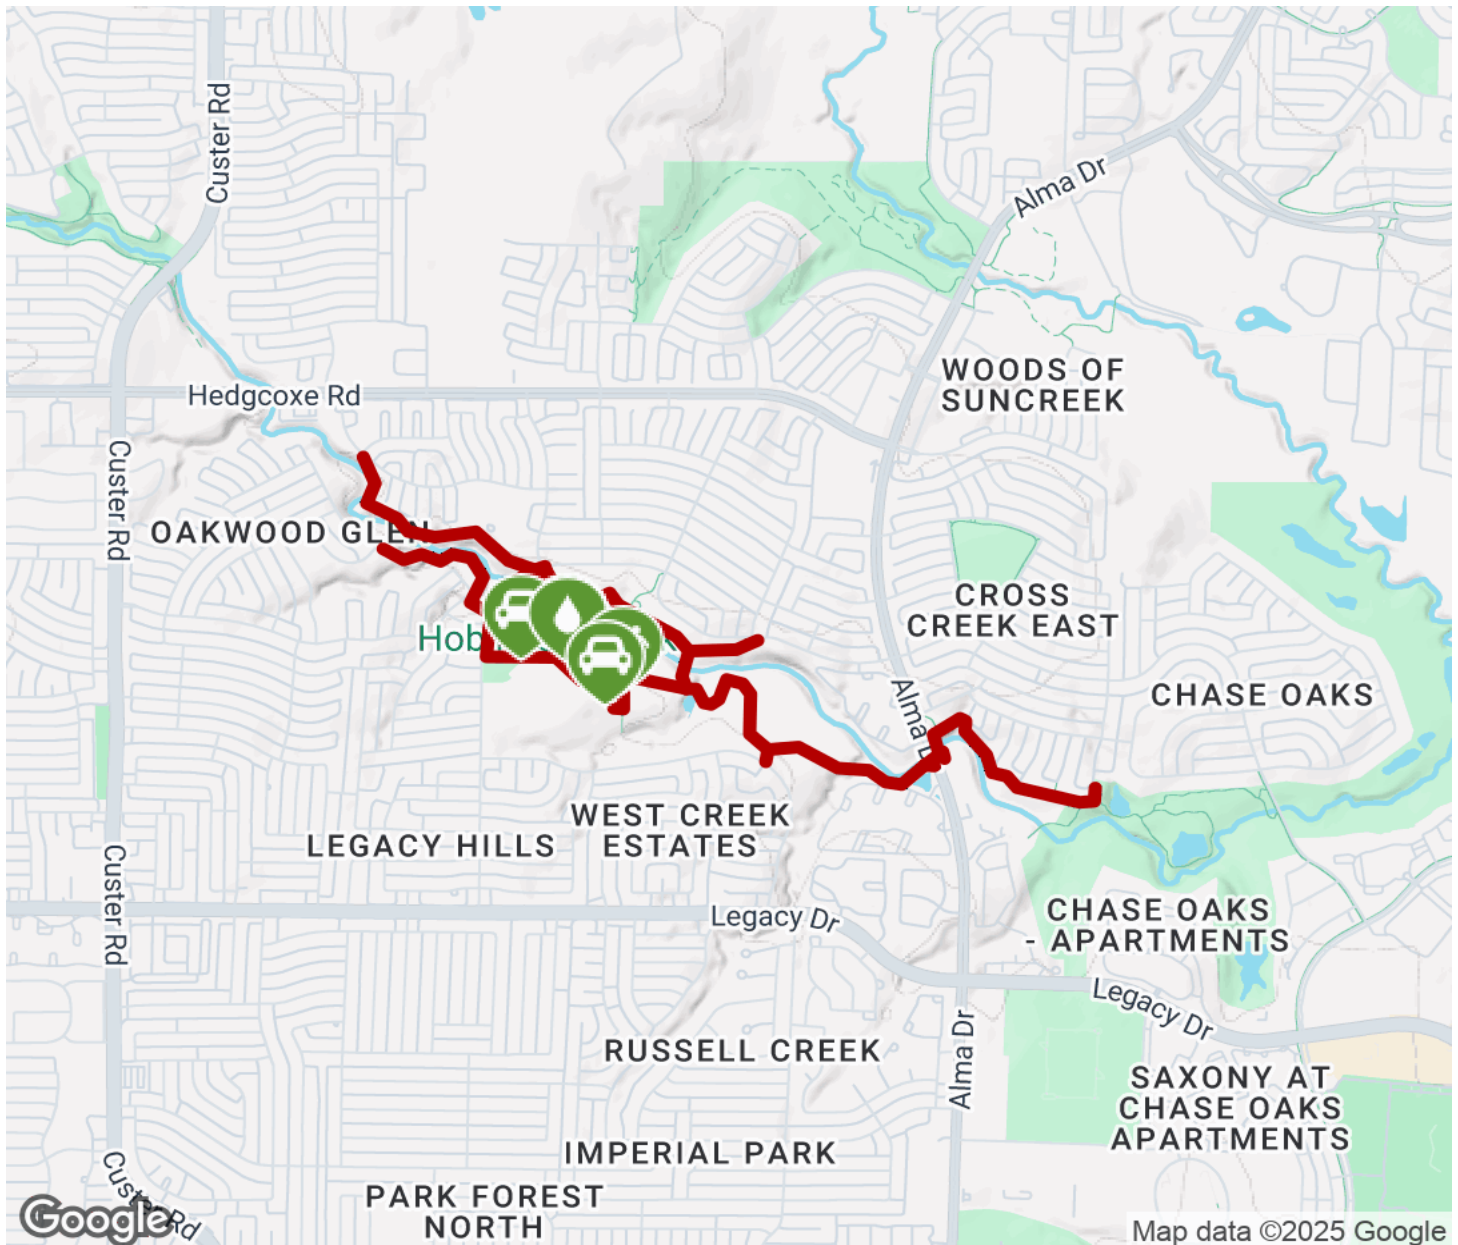 Custer Rd
Alma Dr
WOODS OF
SUNCREEK
Hedgcoxe Rd
Custer Rd
OAKWOOD GLEN
CROSS
CREEK EAST
Hob
CHASE OAKS
Alma D
WEST CREEK
ESTATES
LEGACY HILLS
Custer Rd
Legacy Dr
CHASE OAKS
- APARTMENTS
Legacy Dr
Alma Dr
RUSSELL CREEK
SAXONY AT
CHASE OAKS
APARTMENTS
IMPERIAL PARK
Custer Rd
PARK FOREST
NORTH
Google
Map data ©2025 Google